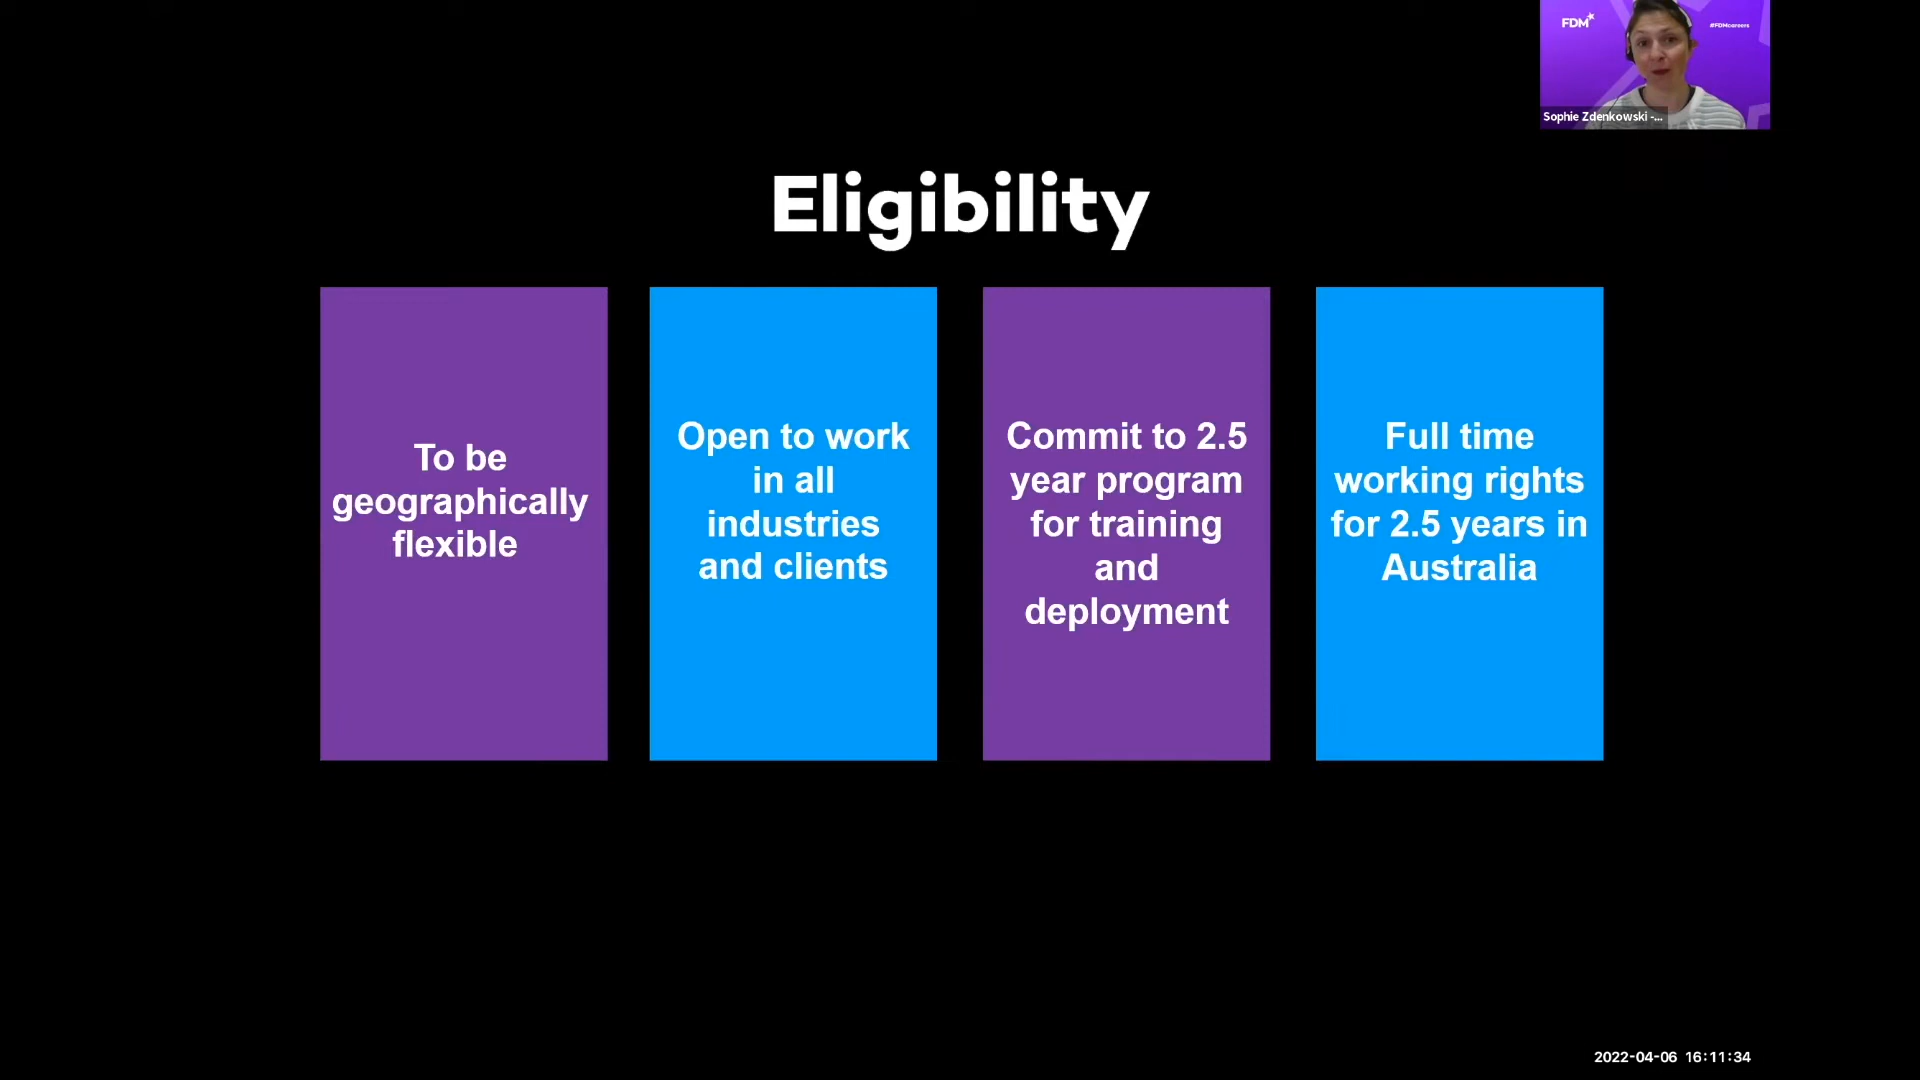 FDM
#FDMcareers
Sophie Zdenkowski -...
Eligibility
To be
geographically
flexible
Open to work
in all
industries
and clients
Commit to 2.5
year program
for training
and
deployment
Full time
working rights
for 2.5 years in
Australia
2022-04-06 16:11:34